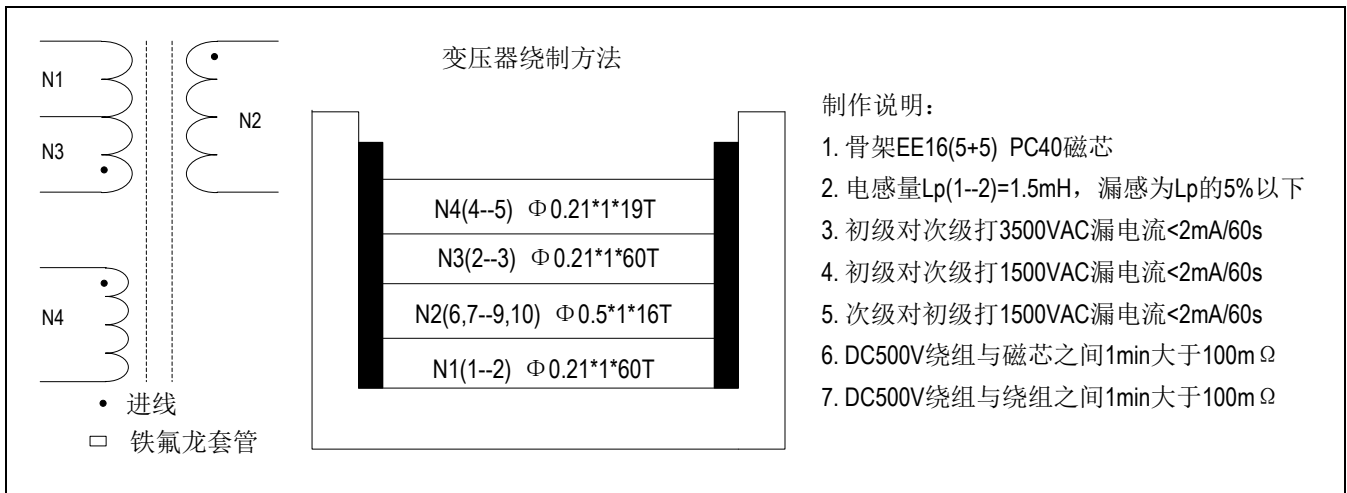 变压器绕制方法
N1
N3
N2
N4
• 进线
□ 铁氟龙套管
N4(4--5) Φ0.21*1*19T
N3(2--3) Φ0.21*1*60T
N2(6,7--9,10) Φ0.5*1*16T
N1(1--2) Φ0.21*1*60T
制作说明：
1. 骨架EE16(5+5) PC40磁芯
2. 电感量Lp(1--2)=1.5mH，漏感为Lp的5%以下
3. 初级对次级打3500VAC漏电流<2mA/60s
4. 初级对次级打1500VAC漏电流<2mA/60s
5. 次级对初级打1500VAC漏电流<2mA/60s
6. DC500V绕组与磁芯之间1min大于100mΩ
7. DC500V绕组与绕组之间1min大于100mΩ